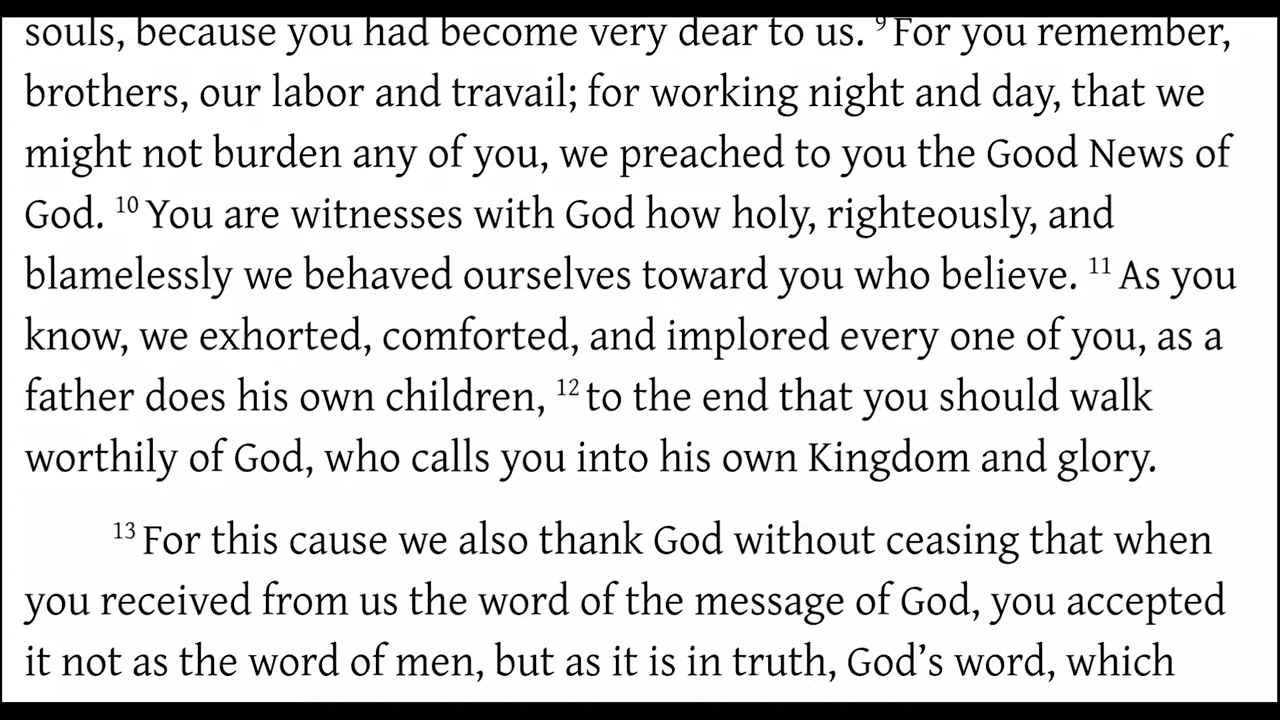 souls, because you had become very dear to us. 9 For you remember,
brothers, our labor and travail; for working night and day, that we
might not burden any of you, we preached to you the Good News of
God. 10 You are witnesses with God how holy, righteously, and
blamelessly we behaved ourselves toward you who believe. 11 As you
know, we exhorted, comforted, and implored every one of you, as a
father does his own children, 12 to the end that you should walk
worthily of God, who calls you into his own Kingdom and glory.
13 For this cause we also thank God without ceasing that when
you received from us the word of the message of God, you accepted
it not as the word of men, but as it is in truth, God’s word, which